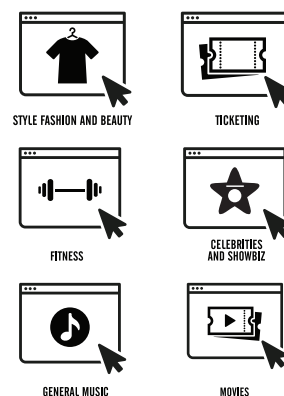 STYLE FASHION AND BEAUTY
TICKETING
FITNESS
CELEBRITIES
AND SHOWBIZ
GENERAL MUSIC
MOVIES